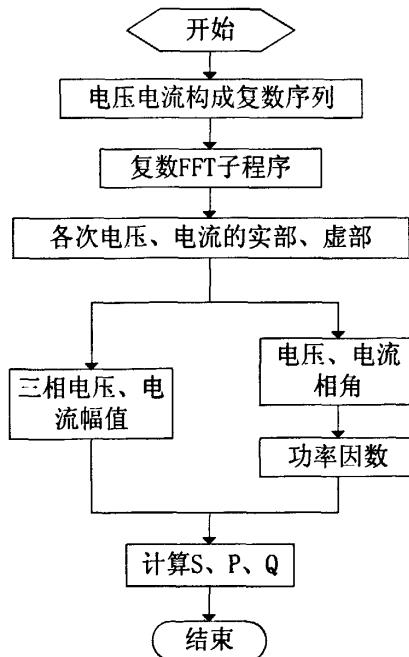 开始
电压电流构成复数序列
复数FFT子程序
各次电压、电流的实部、虚部
三相电压、电
流幅值
电压、电流
相角
功率因数
计算S、P、Q
结束